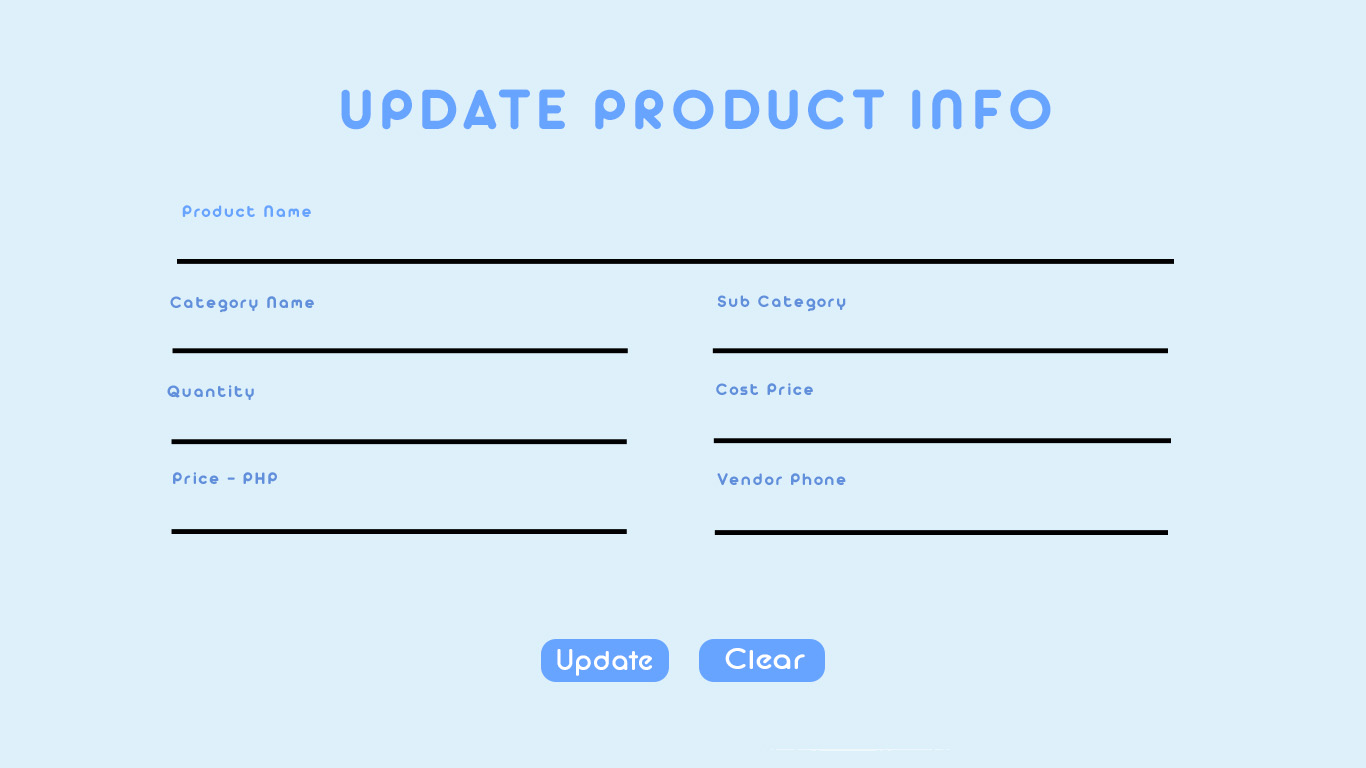 UPDATE PRODUCT INFO
Product Name
Category Name
Sub Category
Quantity
Cost Price
Price - PHP
Vendor Phone
Update
Clear